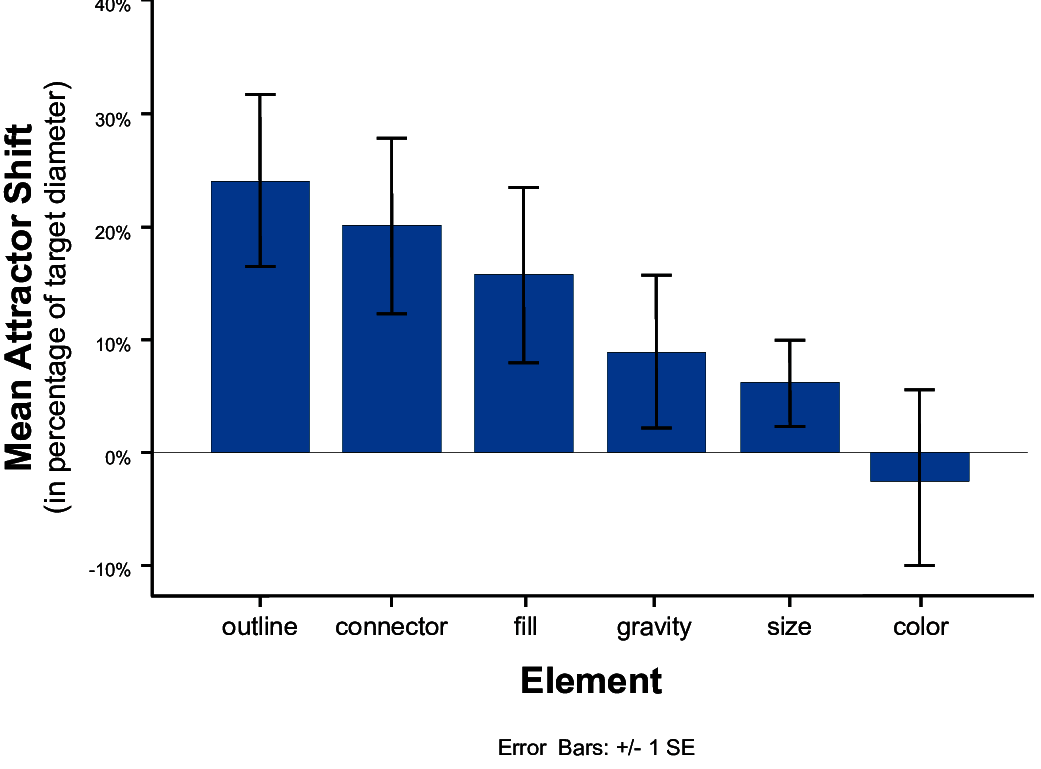 40%
30%
20%
10%
0%
-10%
Mean Attractor Shift
(in percentage of target diameter)
outline connector fill gravity size color
Element
Error Bars: +/- 1 SE